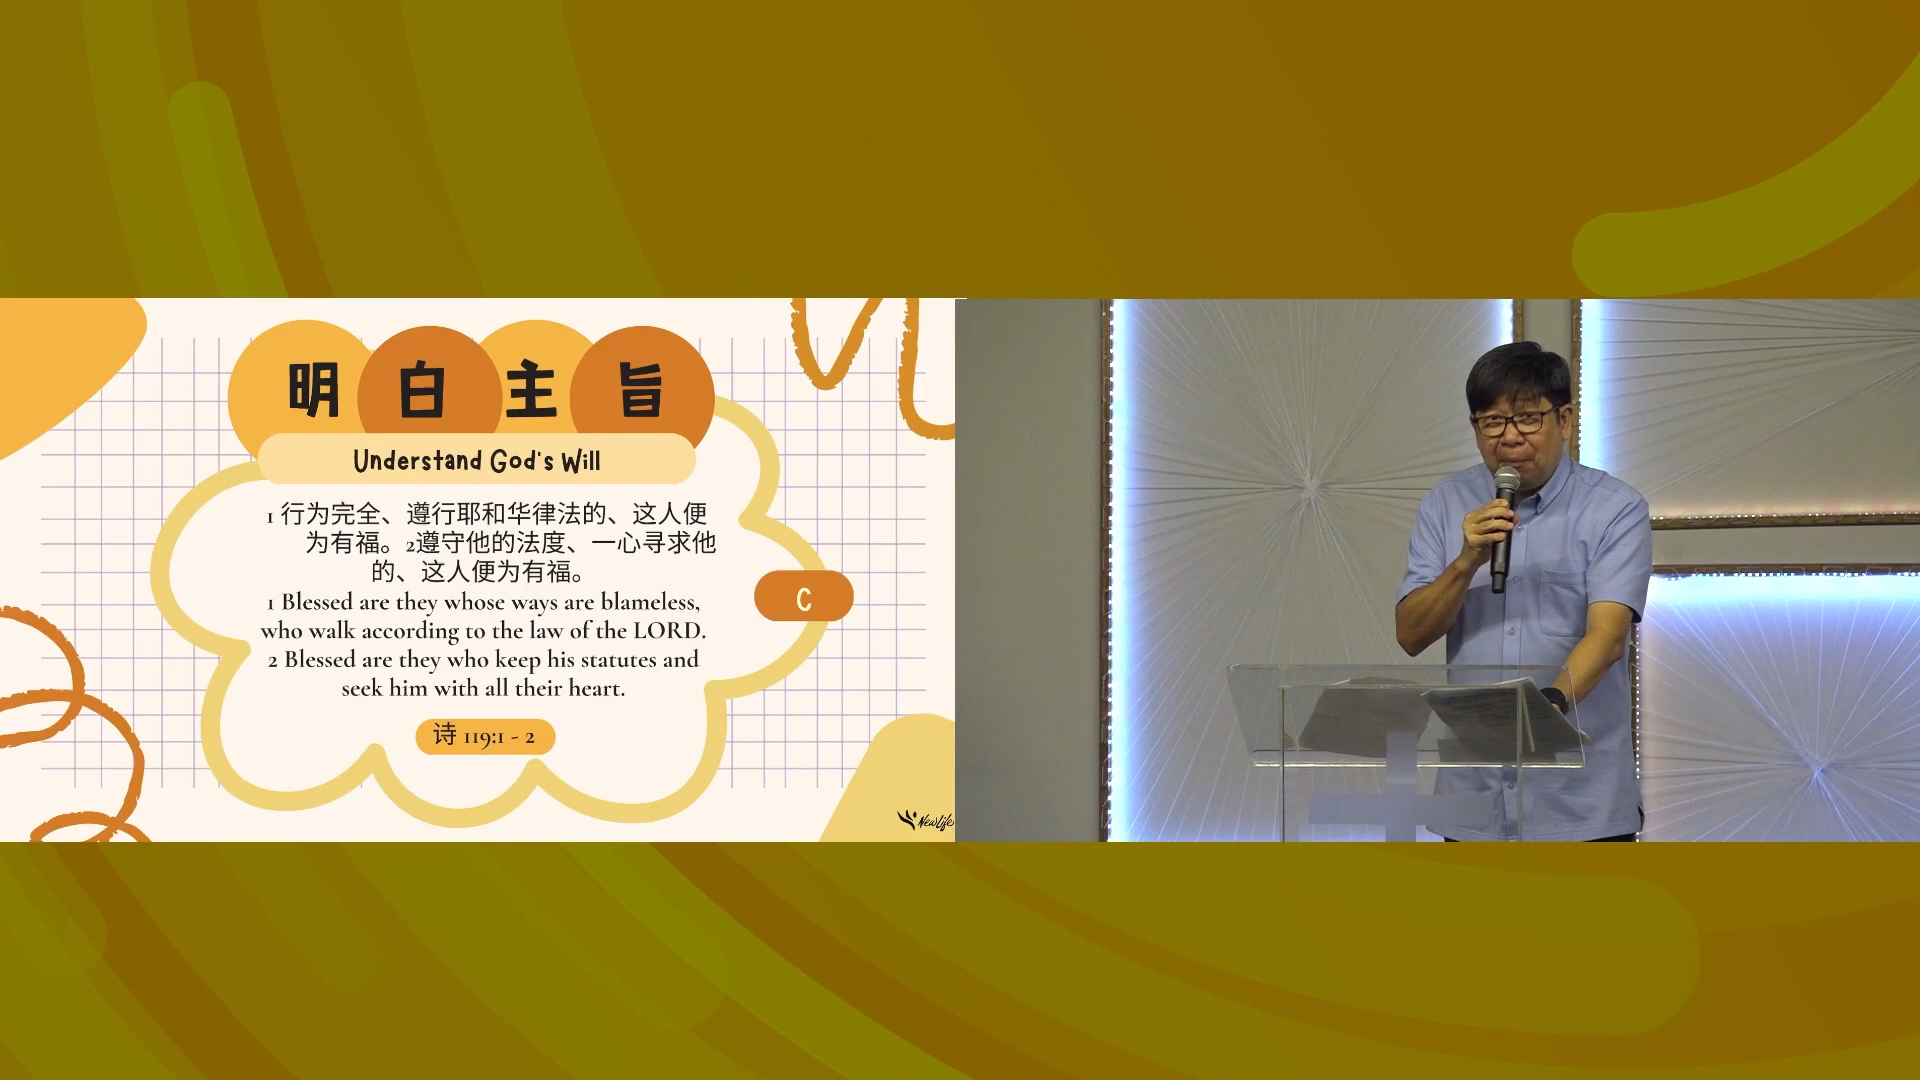 明白主旨
Understand God's Will
1 行为完全、遵行耶和华律法的、这人便
为有福。2遵守他的法度、一心寻求他
的、这人便为有福。
1 Blessed are they whose ways are blameless,
who walk according to the law of the LORD.
2 Blessed are they who keep his statutes and
seek him with all their heart.
C
诗 119:1 - 2
Newlife